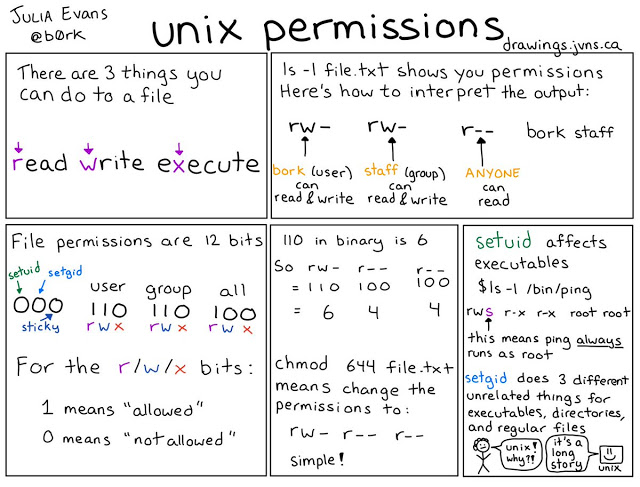 JULIA EVANS
@b0rk
unix permissions
drawings.jvns.ca
There are 3 things you
can do to a file
read write execute
ls -l file.txt shows you permissions
Here's how to interpret the output:
rw- rw- r-- bork staff
bork (user) staff (group) ANYONE
can can can
read & write read & write read
File permissions are 12 bits
setuid setgid
user group all
000 110 110 100
sticky rwx rwx rwx
For the r/w/x bits:
1 means "allowed"
0 means "not allowed"
110 in binary is 6
So rw- r-- r--
= 110 100 100
= 6 4 4
chmod 644 file.txt
means change the
permissions to:
rw- r-- r--
simple!
setuid affects
executables
$ls -l /bin/ping
rws r-x r-x root root
this means ping always
runs as root
setgid does 3 different
unrelated things for
executables, directories,
and regular files
unix!
why??
it's a
long
story
unix